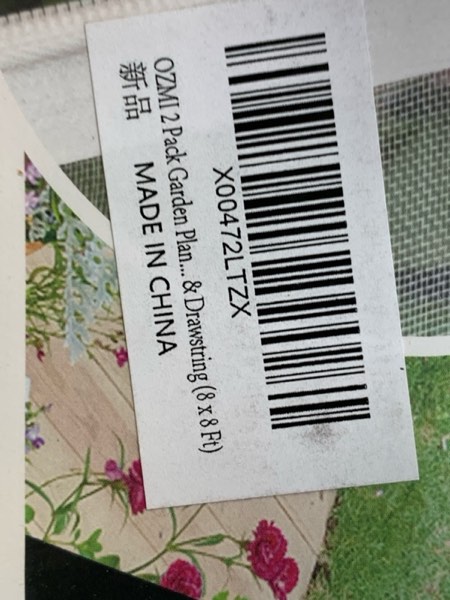 X00472LTZX
OZMI 2 Pack Garden Plan... & Drawstring (8 x 8 Ft)
新品 MADE IN CHINA